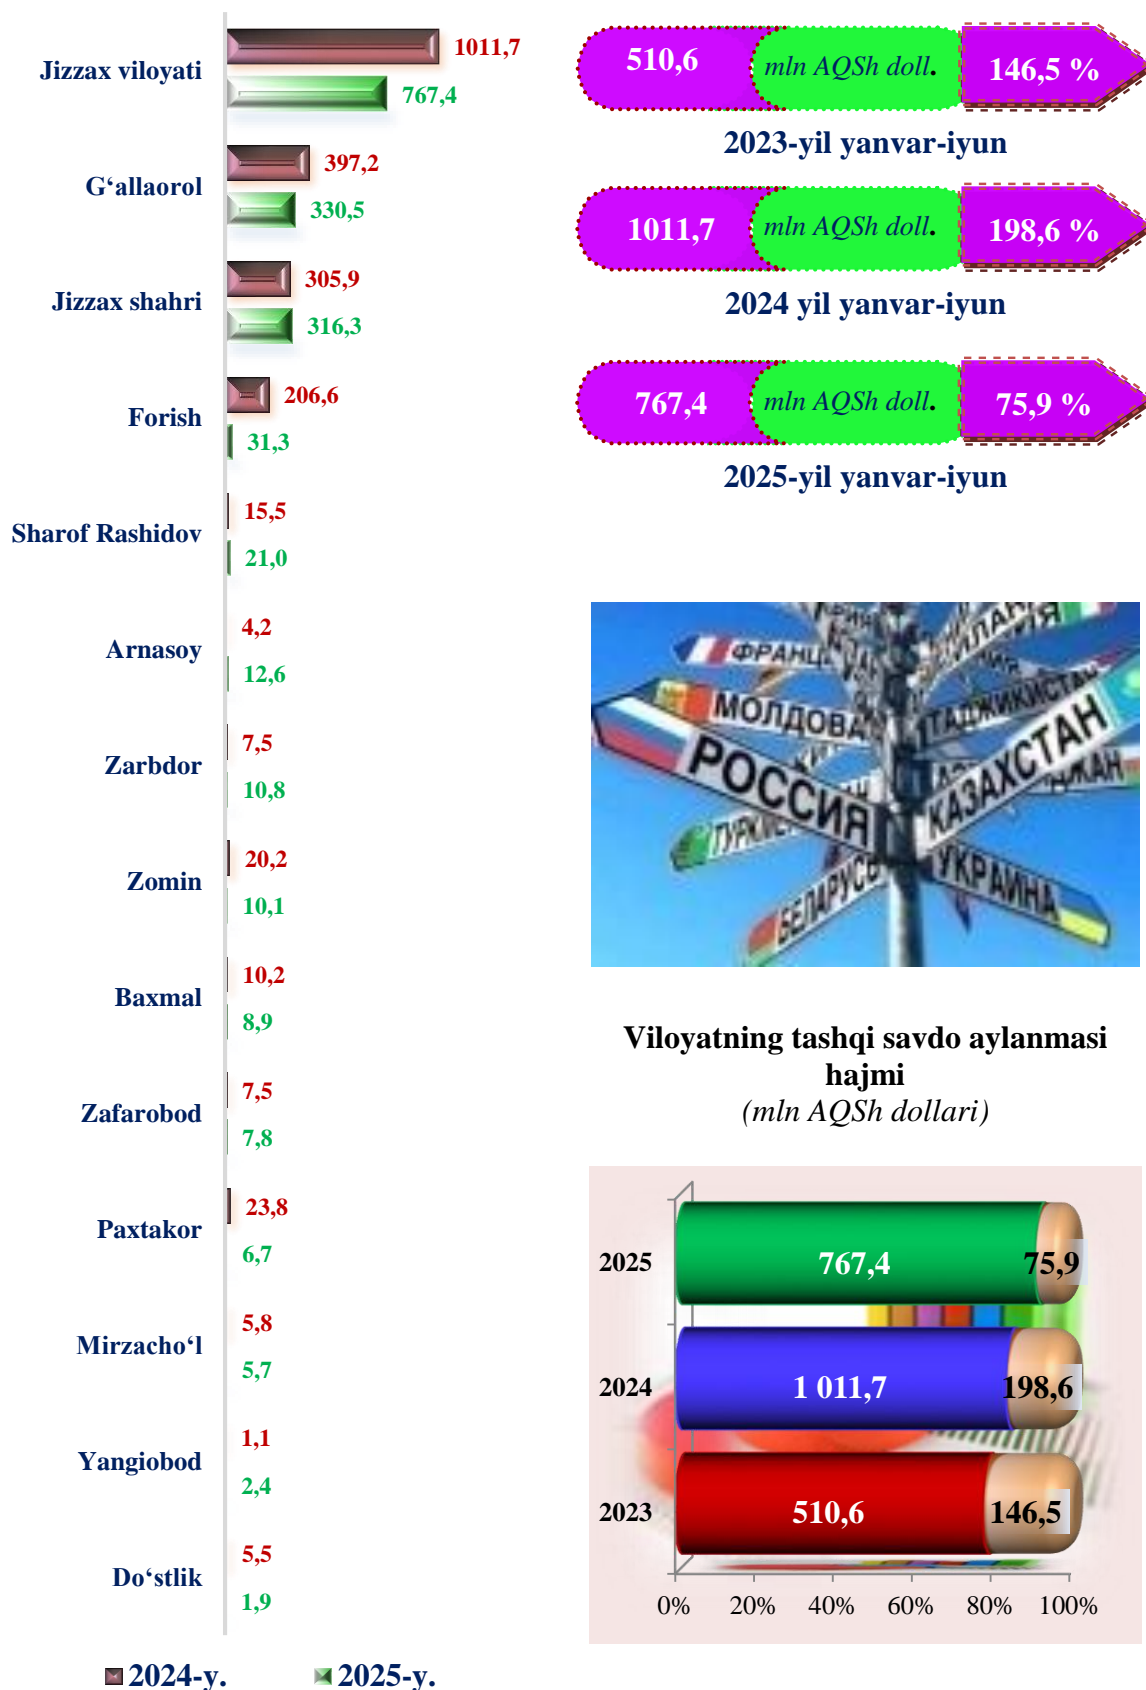 Jizzax viloyati
1011,7
767,4
G‘allaorol
397,2
330,5
Jizzax shahri
305,9
316,3
Forish
206,6
31,3
Sharof Rashidov
15,5
21,0
Arnasoy
4,2
12,6
Zarbdor
7,5
10,8
Zomin
20,2
10,1
Baxmal
10,2
8,9
Zafarobod
7,5
7,8
Paxtakor
23,8
6,7
Mirzacho‘l
5,8
5,7
Yangiobod
1,1
2,4
Do‘stlik
5,5
1,9
2024-y. 2025-y.
510,6 mln AQSh doll. 146,5 %
2023-yil yanvar-iyun
1011,7 mln AQSh doll. 198,6 %
2024 yil yanvar-iyun
767,4 mln AQSh doll. 75,9 %
2025-yil yanvar-iyun
МОЛДОВА
ТАДЖИКИСТАН
РОССИЯ
КАЗАХСТАН
БЕЛАРУСЬ
УКРАИНА
Viloyatning tashqi savdo aylanmasi
hajmi
(mln AQSh dollari)
2025 767,4 75,9
2024 1 011,7 198,6
2023 510,6 146,5
0% 20% 40% 60% 80% 100%